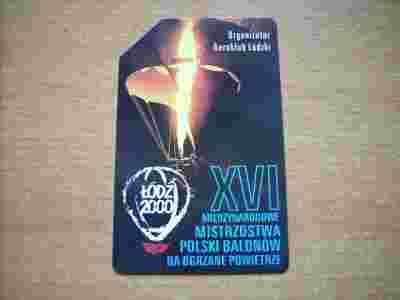 Organizator
Aeroklub Łódzki
ŁÓDŹ
2000
XVI
MIĘDZYNARODOWE
MISTRZOSTWA
POLSKI BALONÓW
NA OGRZANE POWIETRZE